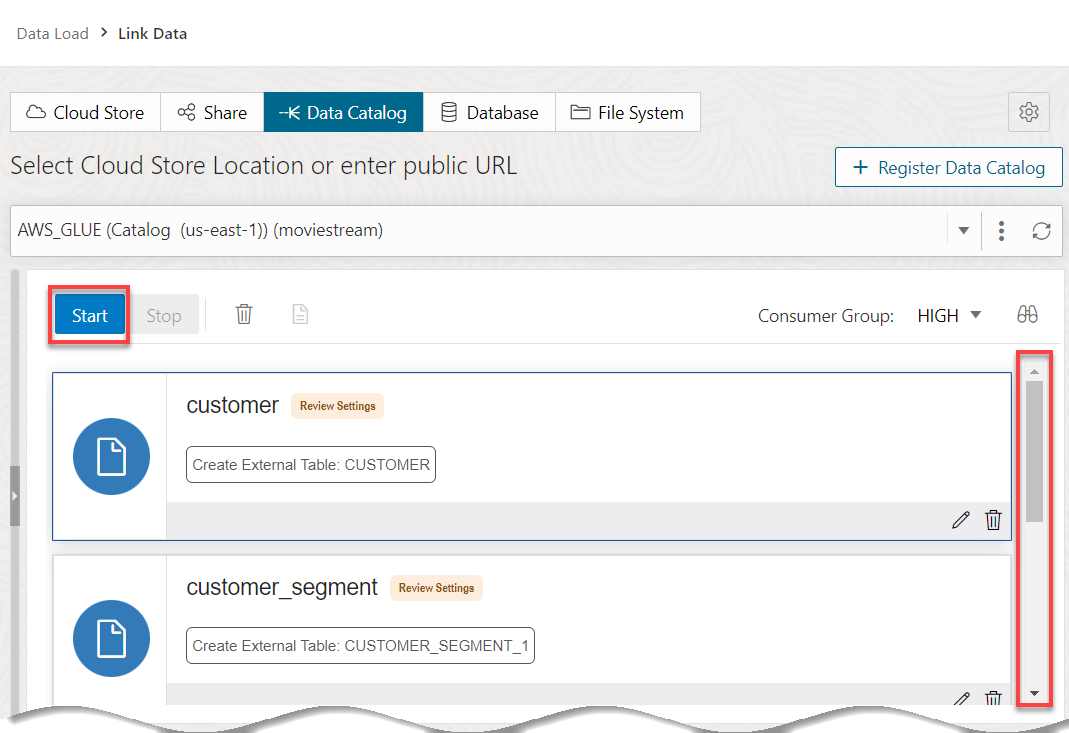 Data Load > Link Data
Cloud Store Share Data Catalog Database File System
Select Cloud Store Location or enter public URL
+ Register Data Catalog
AWS_GLUE (Catalog (us-east-1)) (moviestream)
Start Stop Consumer Group: HIGH
customer Review Settings
Create External Table: CUSTOMER
customer_segment Review Settings
Create External Table: CUSTOMER_SEGMENT_1